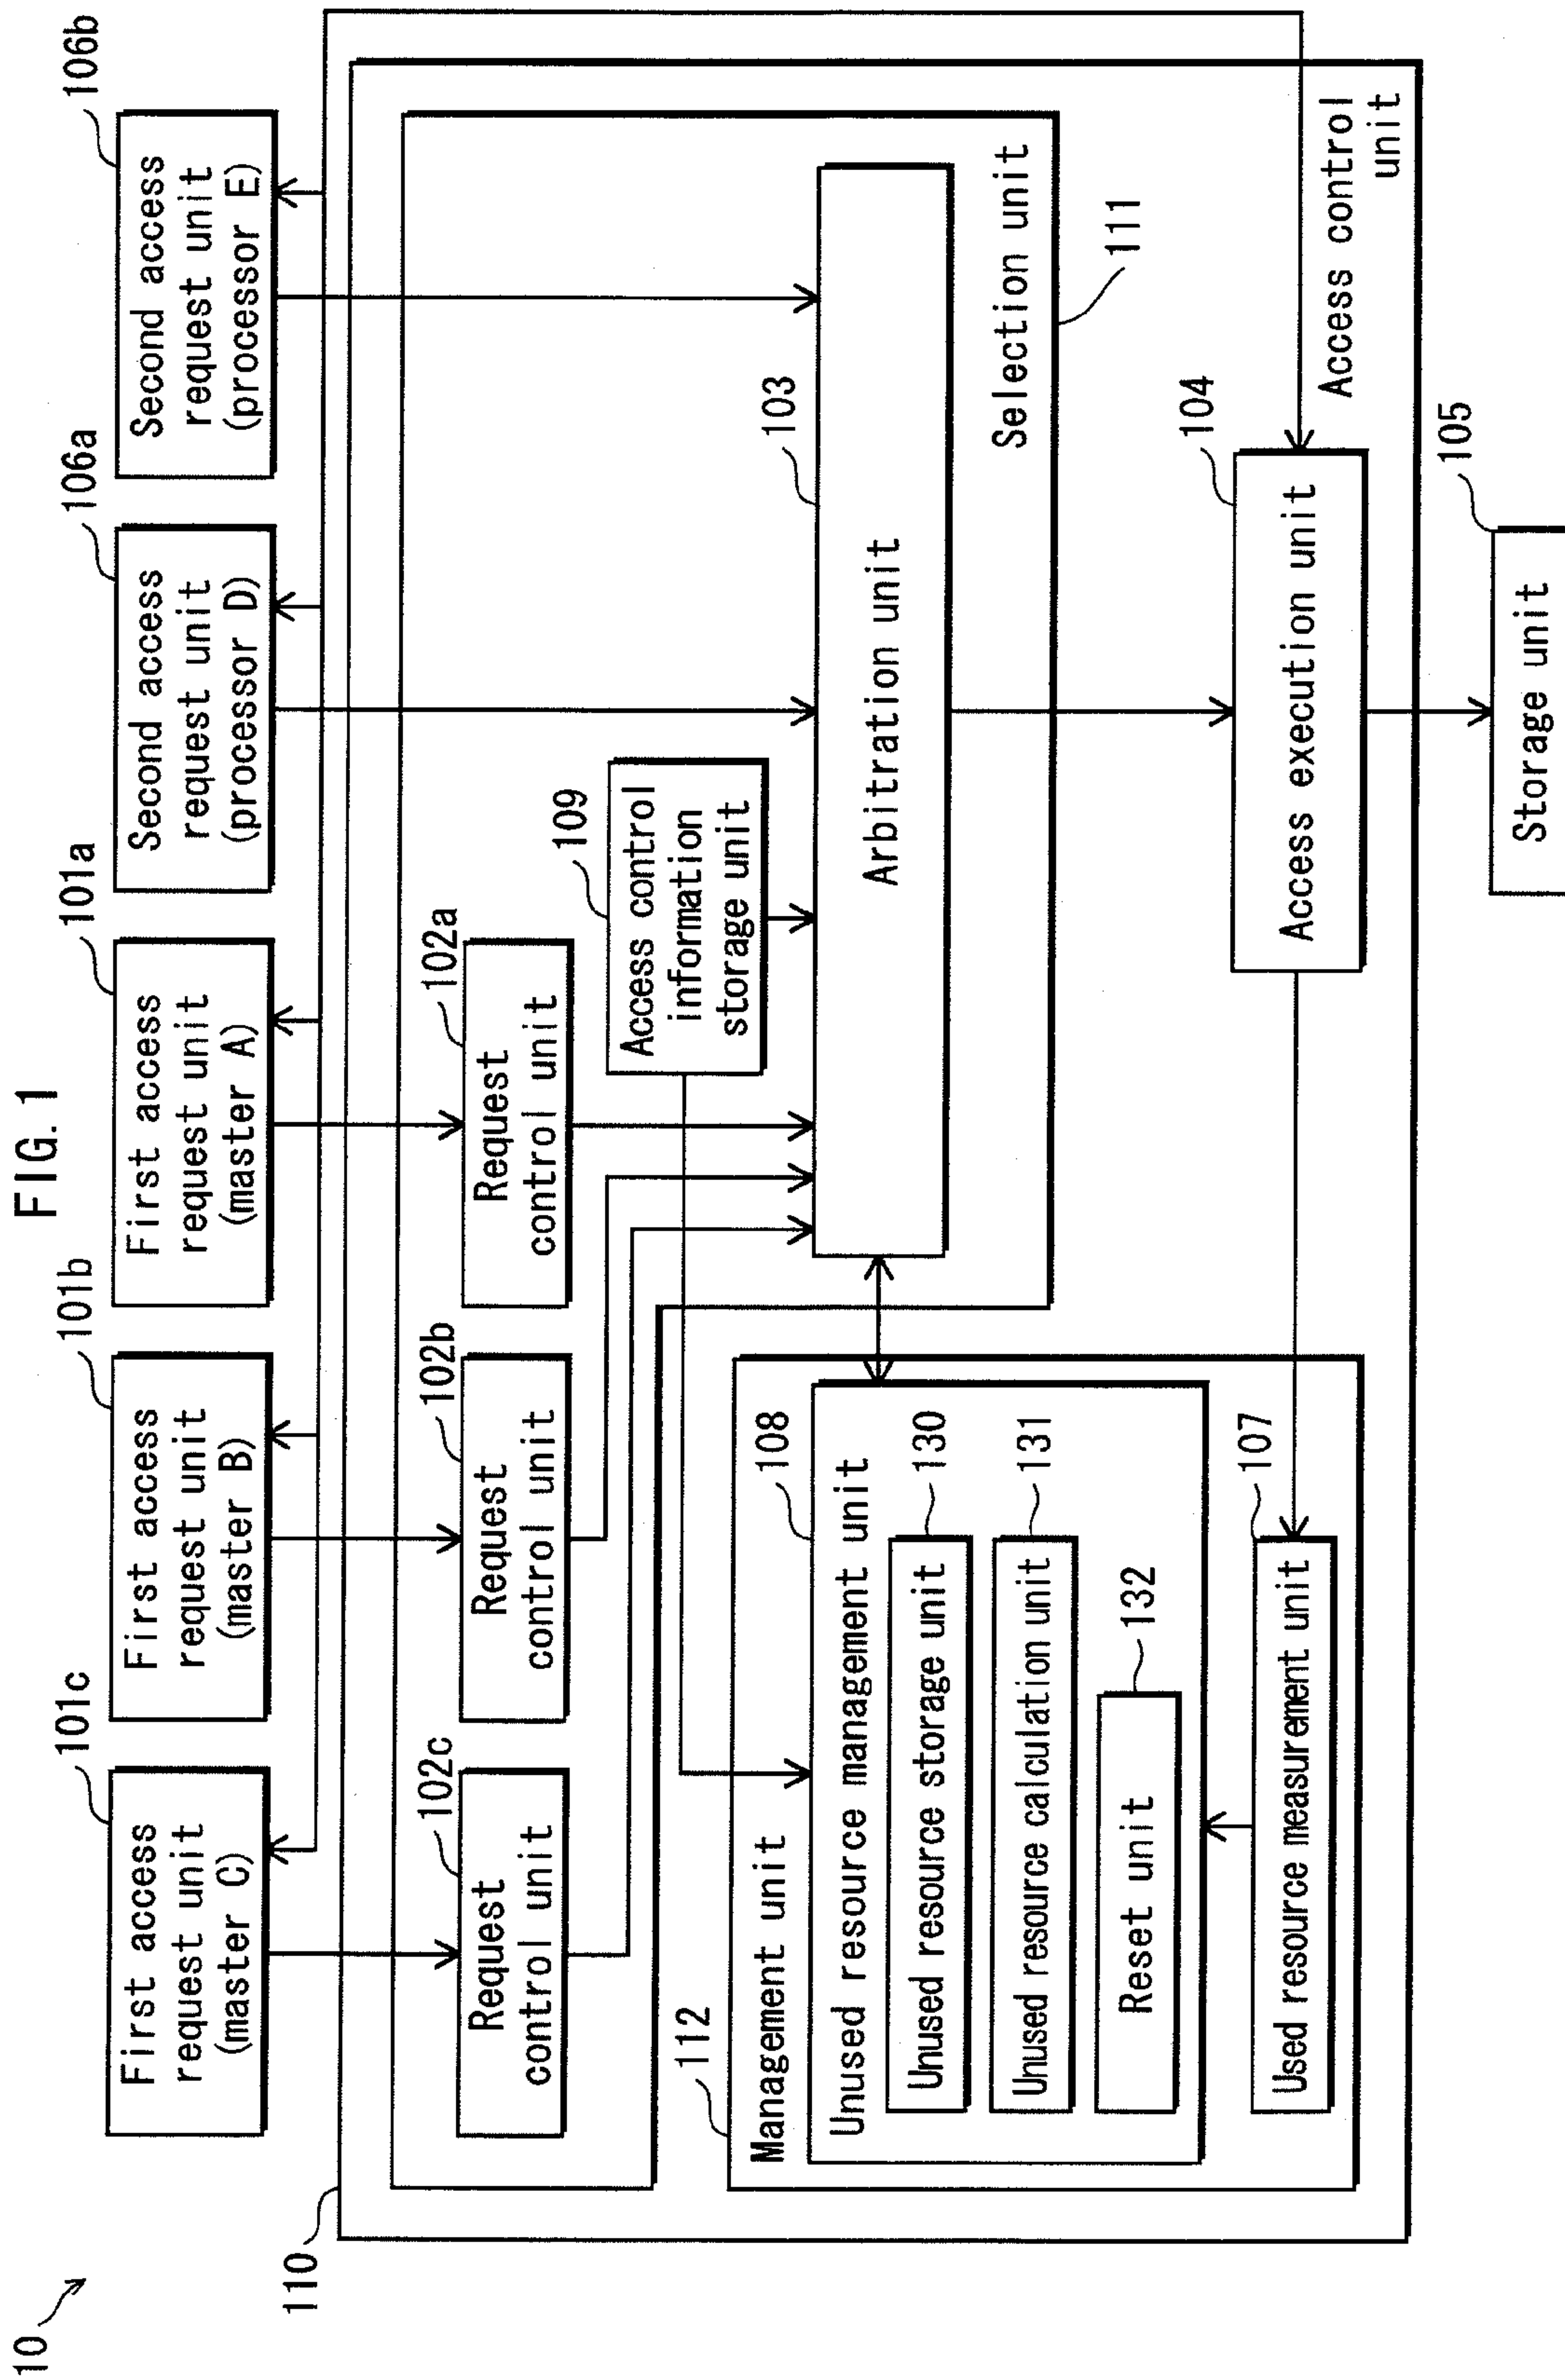 FIG. 1
10
101c
101b
101a
106a
106b
First access
request unit
(master C)
First access
request unit
(master B)
First access
request unit
(master A)
Second access
request unit
(processor D)
Second access
request unit
(processor E)
110
102c
102b
102a
Request
control unit
Request
control unit
Request
control unit
109
Access control
information
storage unit
103
Arbitration unit
Selection unit
111
112
Management unit
108
Unused resource management unit
130
Unused resource storage unit
131
Unused resource calculation unit
132
Reset unit
107
Used resource measurement unit
104
Access execution unit
Access control
unit
105
Storage unit